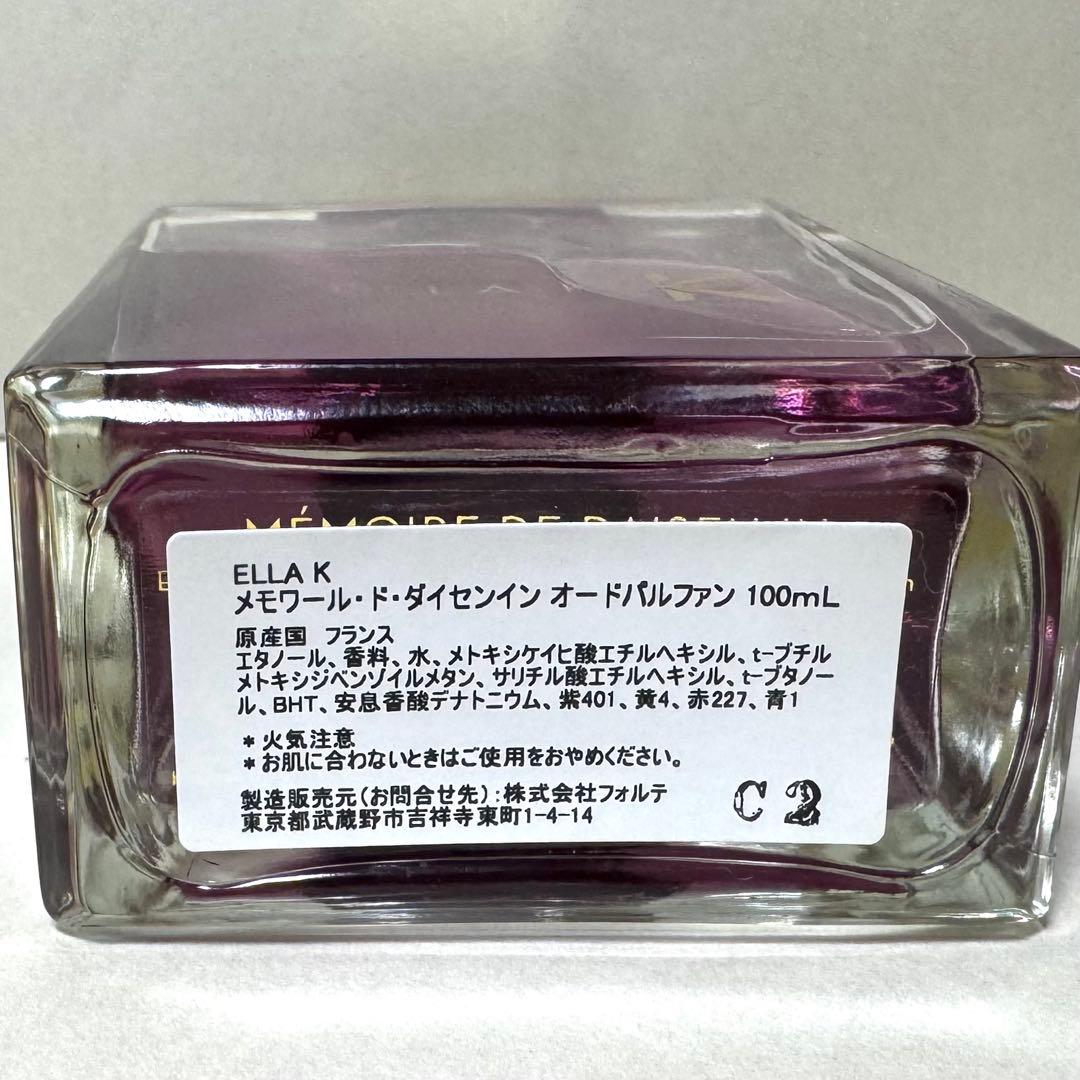 MÉMOIRE DE DAISEN-IN
ELLA K
メモワール・ド・ダイセンイン オードパルファン 100mL
原産国 フランス
エタノール、香料、水、メトキシケイヒ酸エチルヘキシル、t-ブチル
メトキシジベンゾイルメタン、サリチル酸エチルヘキシル、t-ブタノー
ル、BHT、安息香酸デナトニウム、紫401、黄4、赤227、青1
*火気注意
*お肌に合わないときはご使用をおやめください。
製造販売元(お問合せ先):株式会社フォルテ
東京都武蔵野市吉祥寺東町1-4-14
C2